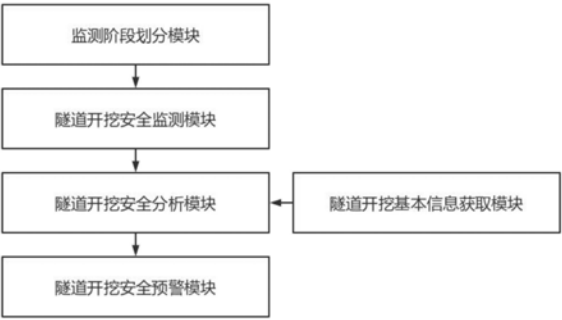 监测阶段划分模块
隧道开挖安全监测模块
隧道开挖安全分析模块
隧道开挖基本信息获取模块
隧道开挖安全预警模块